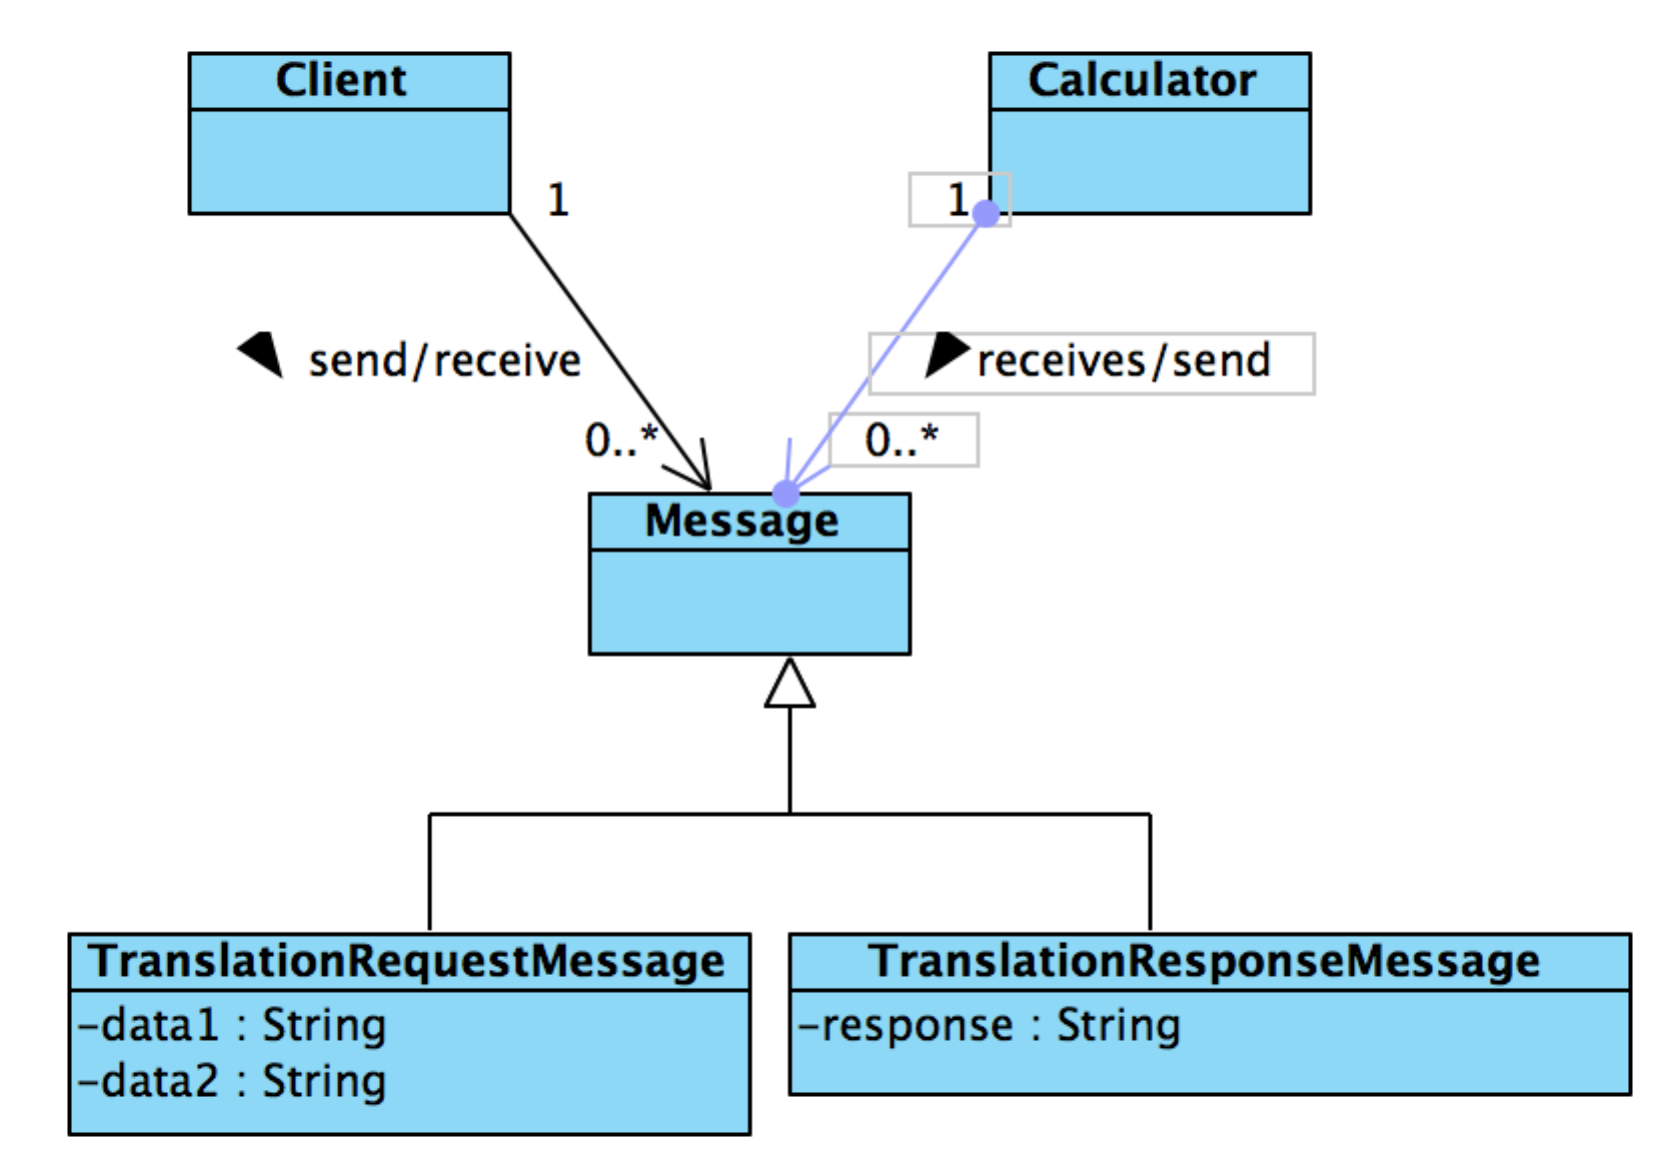 Client
Calculator
1
1
send/receive
receives/send
0..*
0..*
Message
TranslationRequestMessage
-data1 : String
-data2 : String
TranslationResponseMessage
-response : String